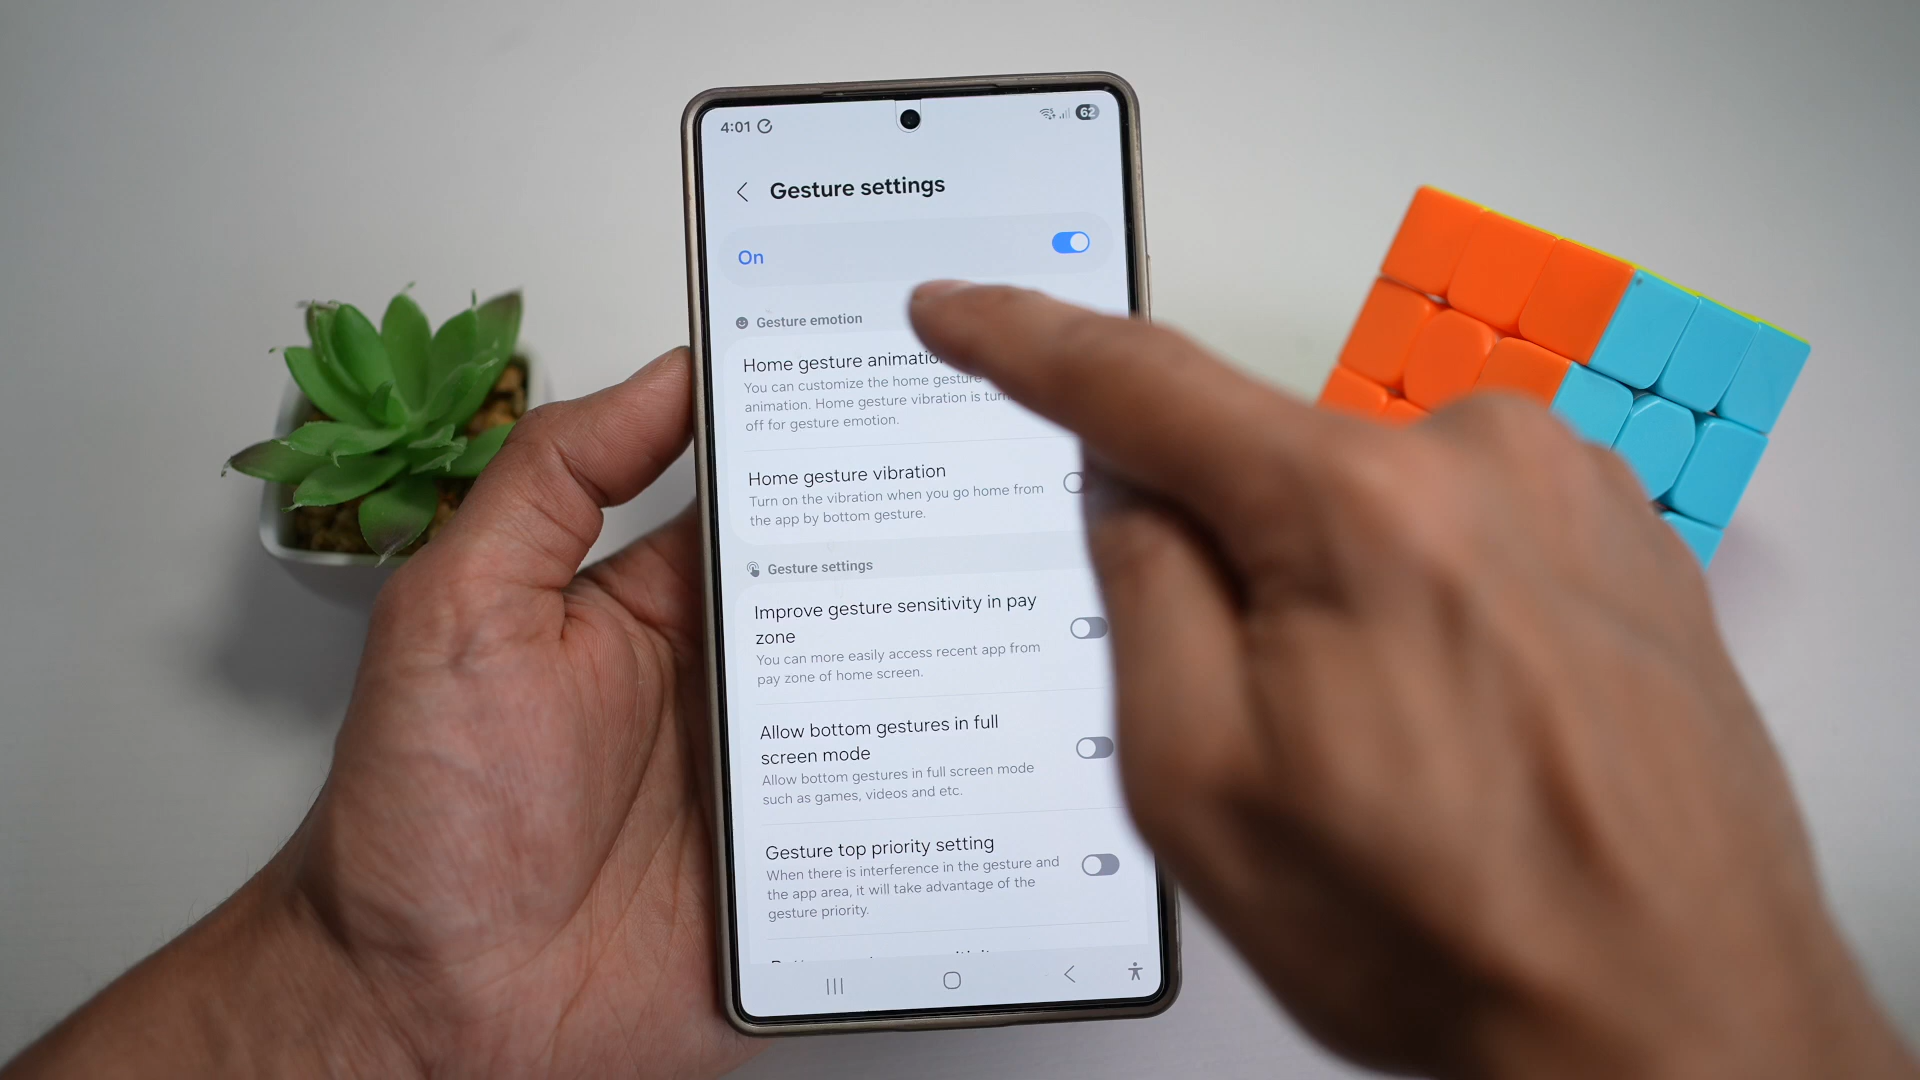 4:01
62
Gesture settings
On
Gesture emotion
Home gesture animation
You can customize the home gesture
animation. Home gesture vibration is
off for gesture emotion.
Home gesture vibration
Turn on the vibration when you go home from
the app by bottom gesture.
Gesture settings
Improve gesture sensitivity in pay
zone
You can more easily access recent app from
pay zone of home screen.
Allow bottom gestures in full
screen mode
Allow bottom gestures in full screen mode
such as games, videos and etc.
Gesture top priority setting
When there is interference in the gesture and
the app area, it will take advantage of the
gesture priority.